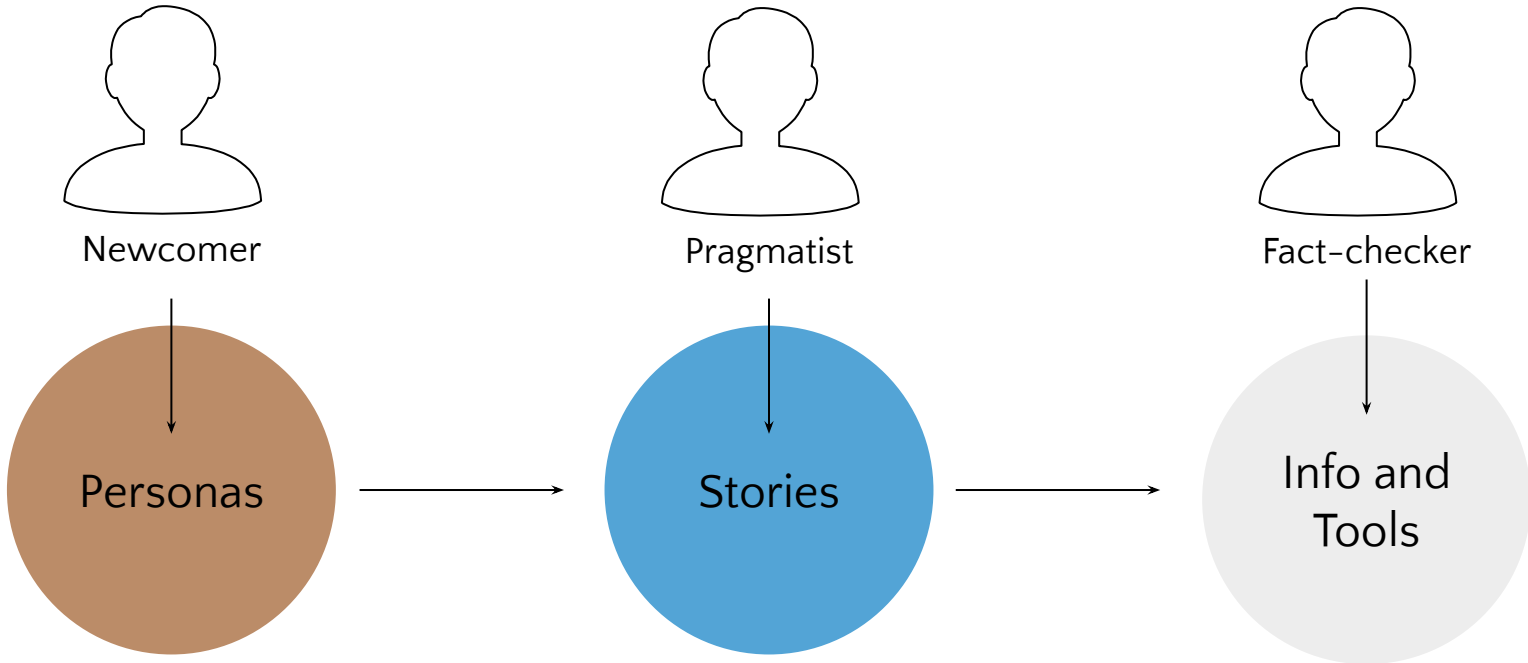 Newcomer
Pragmatist
Fact-checker
Personas
Stories
Info and
Tools